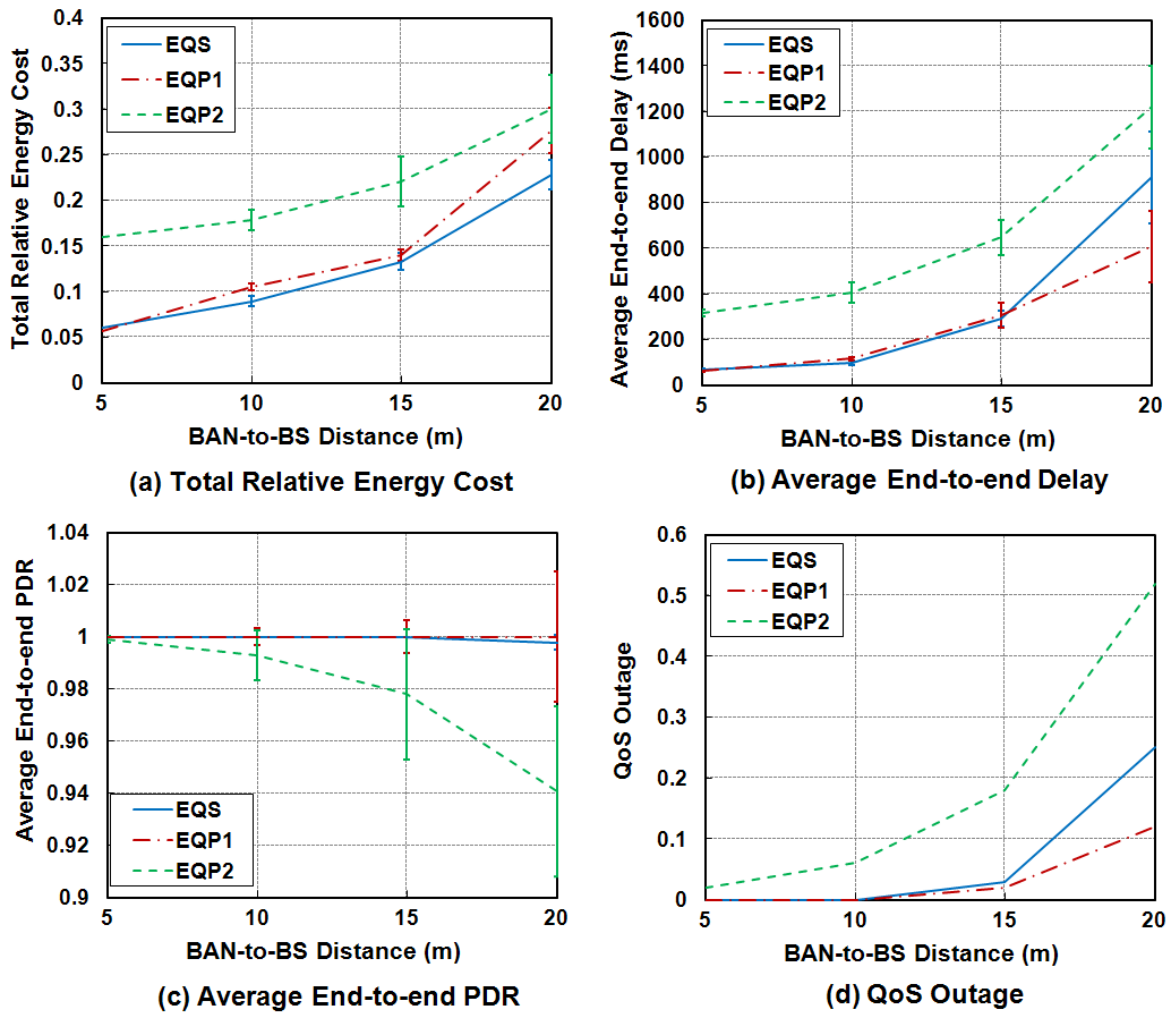 0.4
0.35
0.3
0.25
0.2
0.15
0.1
0.05
0
Total Relative Energy Cost
EQS
EQP1
EQP2
5 10 15 20
BAN-to-BS Distance (m)
(a) Total Relative Energy Cost
1600
1400
1200
1000
800
600
400
200
0
Average End-to-end Delay (ms)
EQS
EQP1
EQP2
5 10 15 20
BAN-to-BS Distance (m)
(b) Average End-to-end Delay
1.04
1.02
1
0.98
0.96
0.94
0.92
0.9
Average End-to-end PDR
EQS
EQP1
EQP2
5 10 15 20
BAN-to-BS Distance (m)
(c) Average End-to-end PDR
0.6
0.5
0.4
0.3
0.2
0.1
0
QoS Outage
EQS
EQP1
EQP2
5 10 15 20
BAN-to-BS Distance (m)
(d) QoS Outage